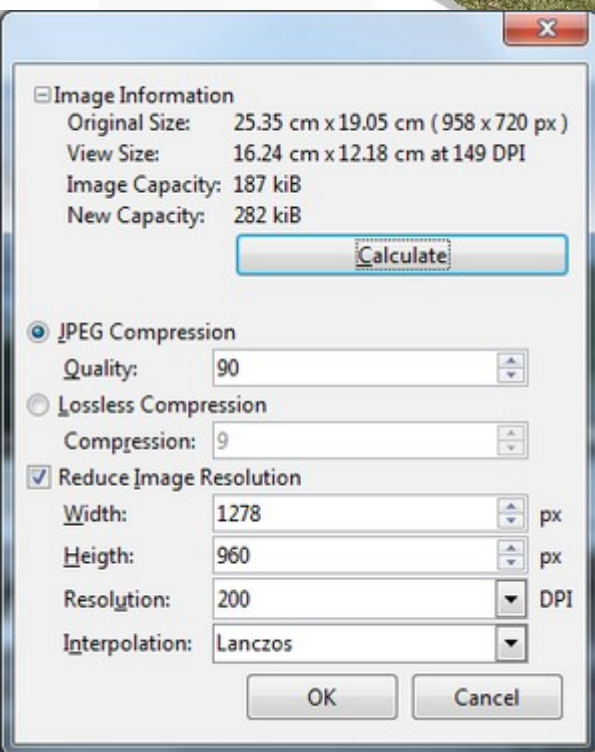 Image Information
Original Size: 25.35 cm x 19.05 cm ( 958 x 720 px )
View Size: 16.24 cm x 12.18 cm at 149 DPI
Image Capacity: 187 kiB
New Capacity: 282 kiB
Calculate
JPEG Compression
Quality: 90
Lossless Compression
Compression: 9
Reduce Image Resolution
Width: 1278 px
Heigth: 960 px
Resolution: 200 DPI
Interpolation: Lanczos
OK Cancel